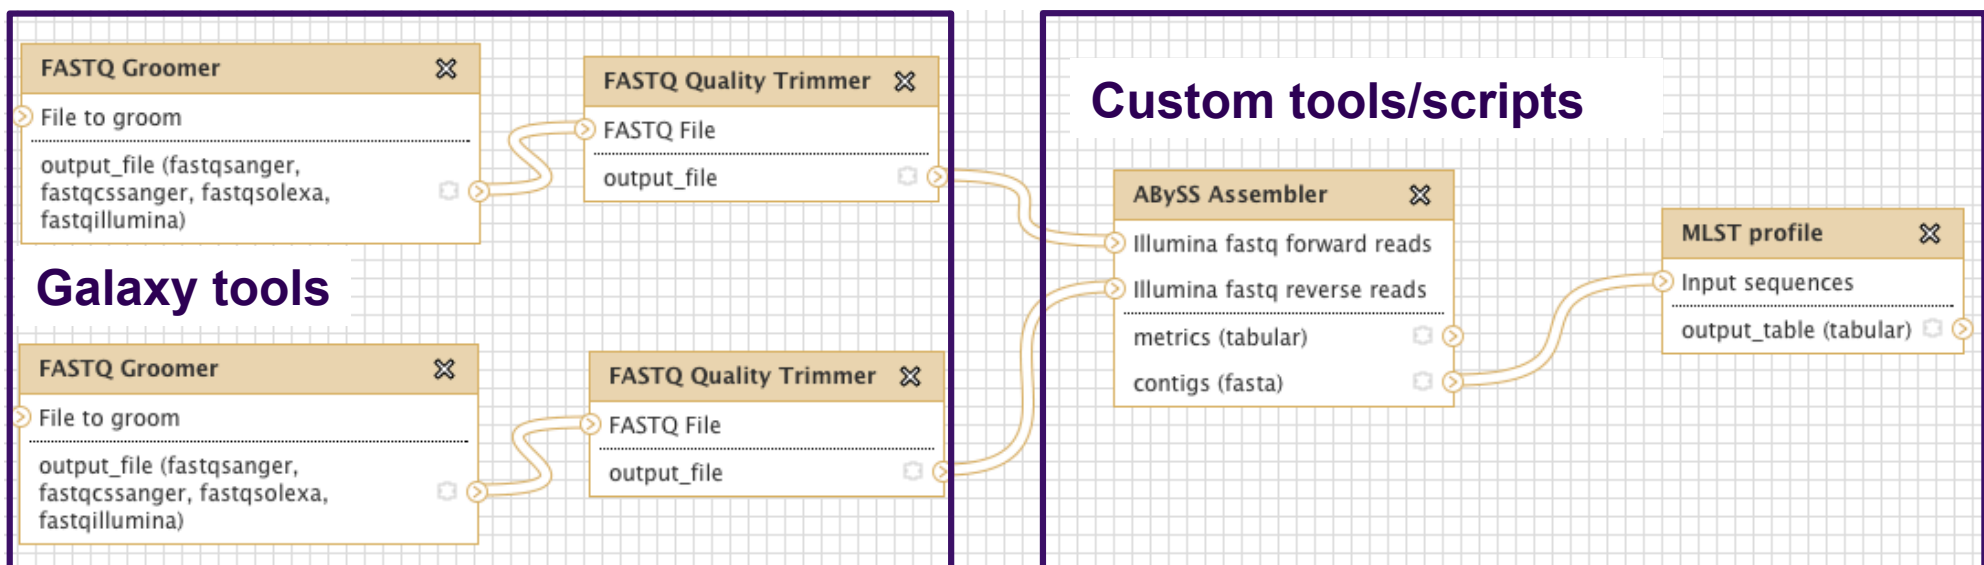 FASTQ Groomer
File to groom
output_file (fastqsanger,
fastqcssanger, fastqsolexa,
fastqillumina)
FASTQ Quality Trimmer
FASTQ File
output_file
Galaxy tools
FASTQ Groomer
File to groom
output_file (fastqsanger,
fastqcssanger, fastqsolexa,
fastqillumina)
FASTQ Quality Trimmer
FASTQ File
output_file
Custom tools/scripts
ABySS Assembler
Illumina fastq forward reads
Illumina fastq reverse reads
metrics (tabular)
contigs (fasta)
MLST profile
Input sequences
output_table (tabular)